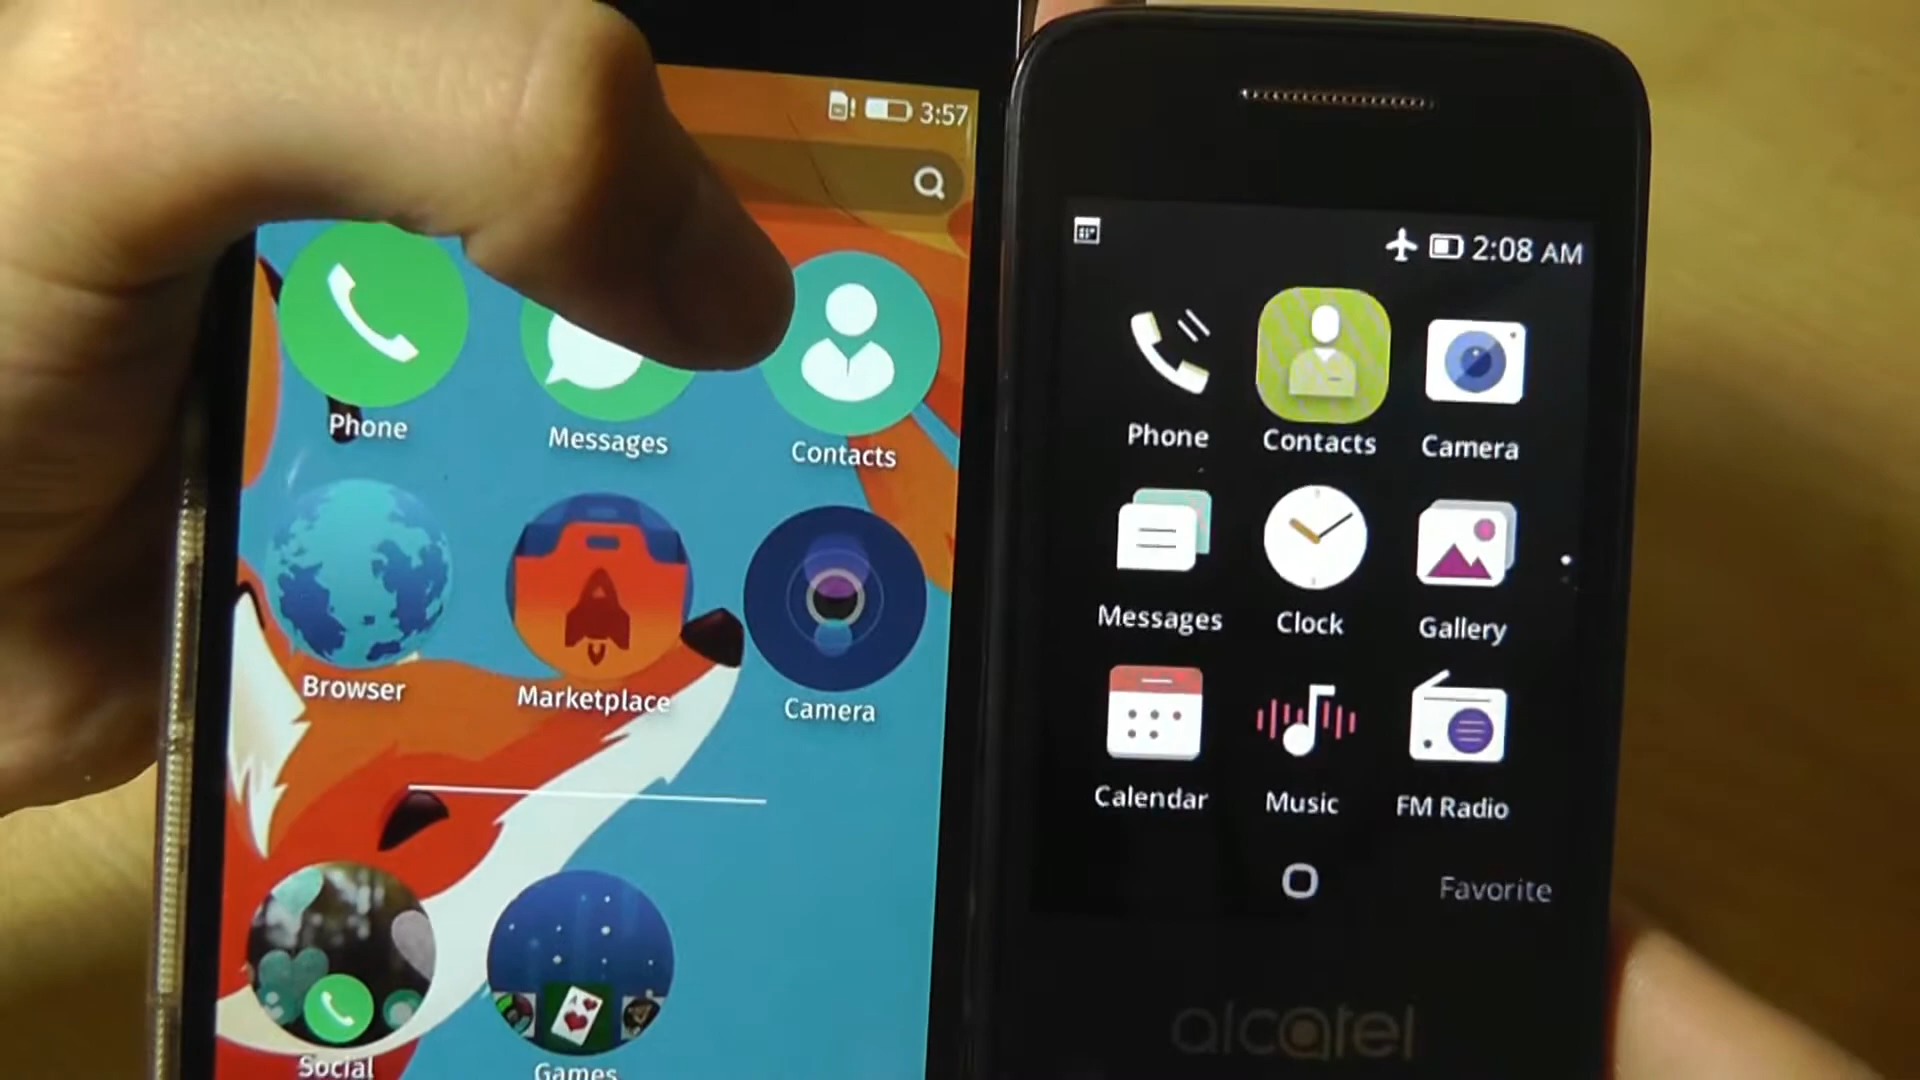 3:57
Phone
Messages
Contacts
Browser
Marketplace
Camera
Social
Games
A
2:08 AM
Phone
Contacts
Camera
Messages
Clock
Gallery
Calendar
Music
FM Radio
Favorite
alcatel